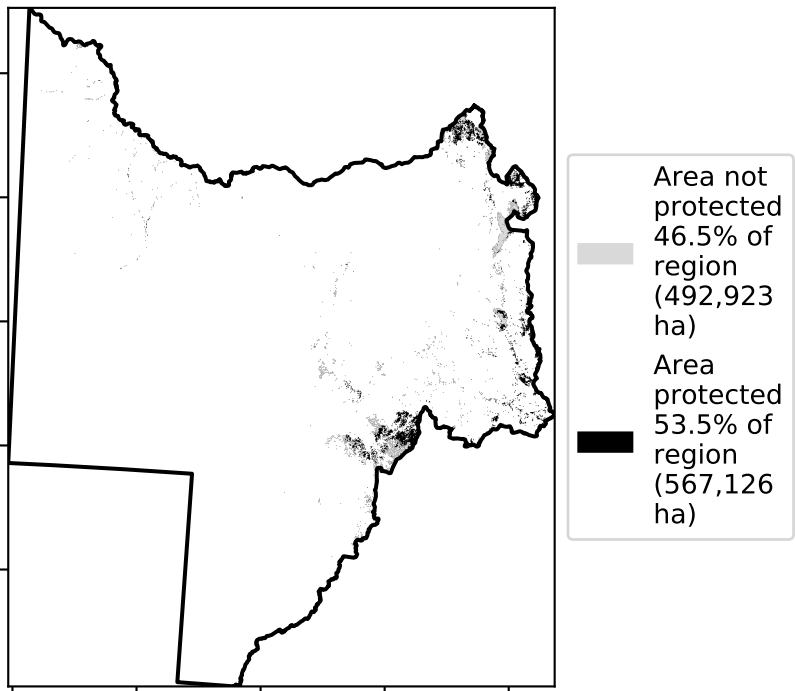 Area not
protected
46.5% of
region
(492,923
ha)
Area
protected
53.5% of
region
(567,126
ha)